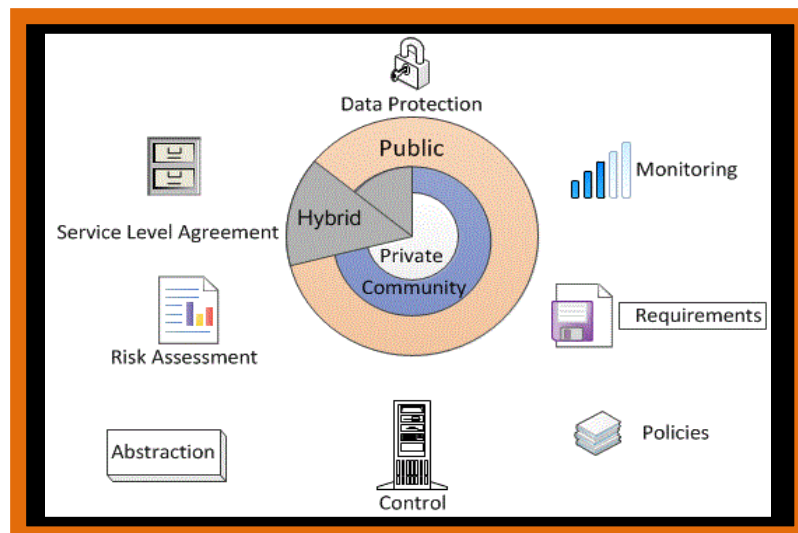 Data Protection
Public
Monitoring
Hybrid
Service Level Agreement
Private
Community
Requirements
Risk Assessment
Policies
Abstraction
Control